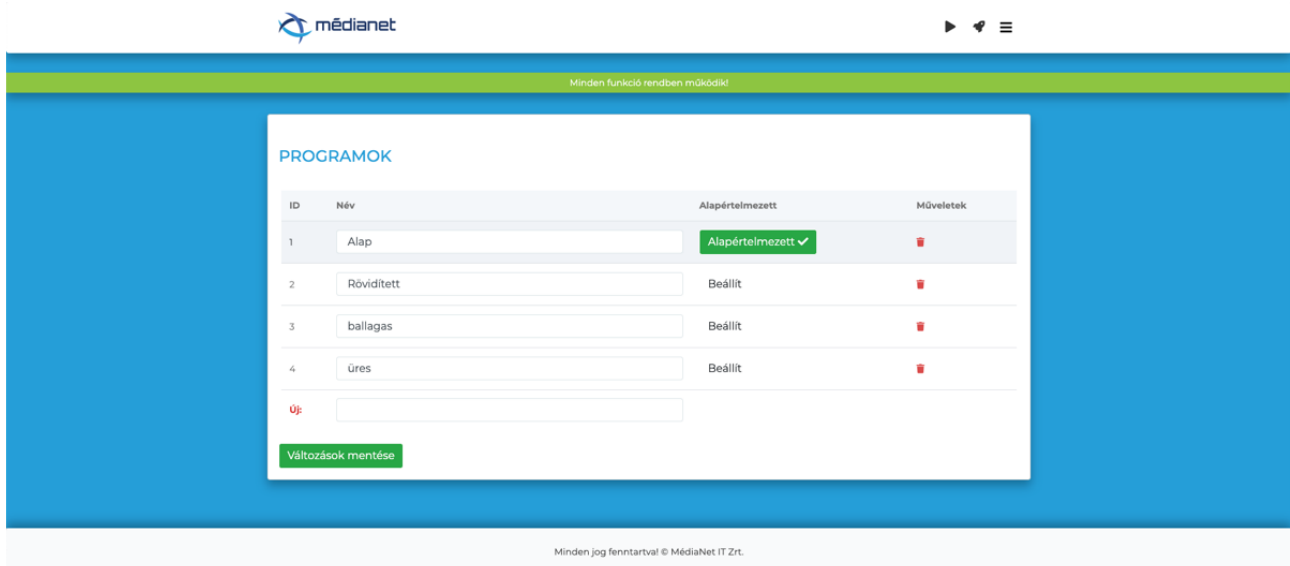 médianet
Minden funkció rendben működik!
PROGRAMOK
ID Név Alapértelmezett Műveletek
1 Alap Alapértelmezett
2 Rövidített Beállít
3 ballagas Beállít
4 üres Beállít
Új:
Változások mentése
Minden jog fenntartva! © MédiaNet IT Zrt.